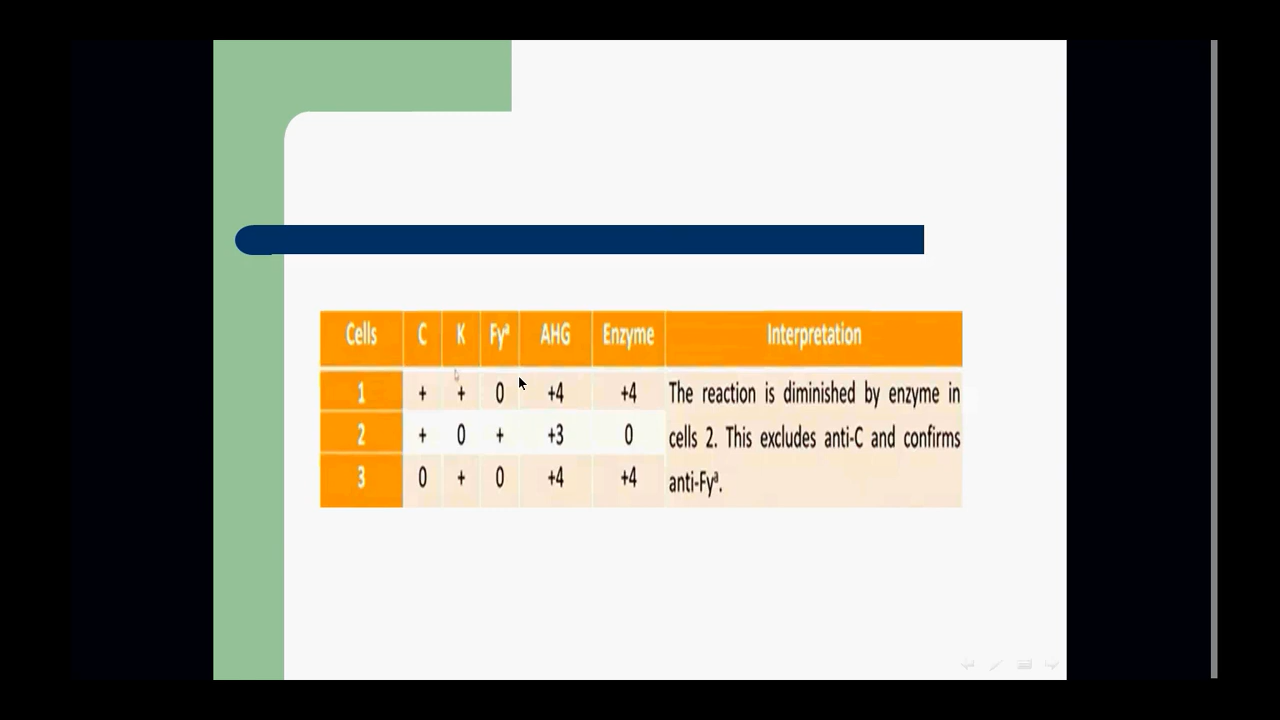 Cells C K Fyᵃ AHG Enzyme Interpretation
1 + + 0 +4 +4 The reaction is diminished by enzyme in
2 + 0 + +3 0 cells 2. This excludes anti-C and confirms
3 0 + 0 +4 +4 anti-Fyᵃ.